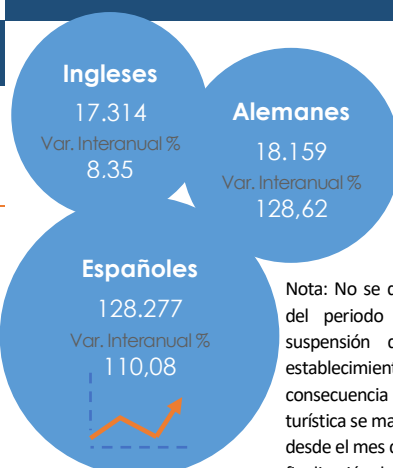 Ingleses
17.314
Var. Interanual %
8,35
Alemanes
18.159
Var. Interanual %
128,62
Españoles
128.277
Var. Interanual %
110,08
Nota: No se
del periodo
suspensión
consecuencia
turística se
desde el mes